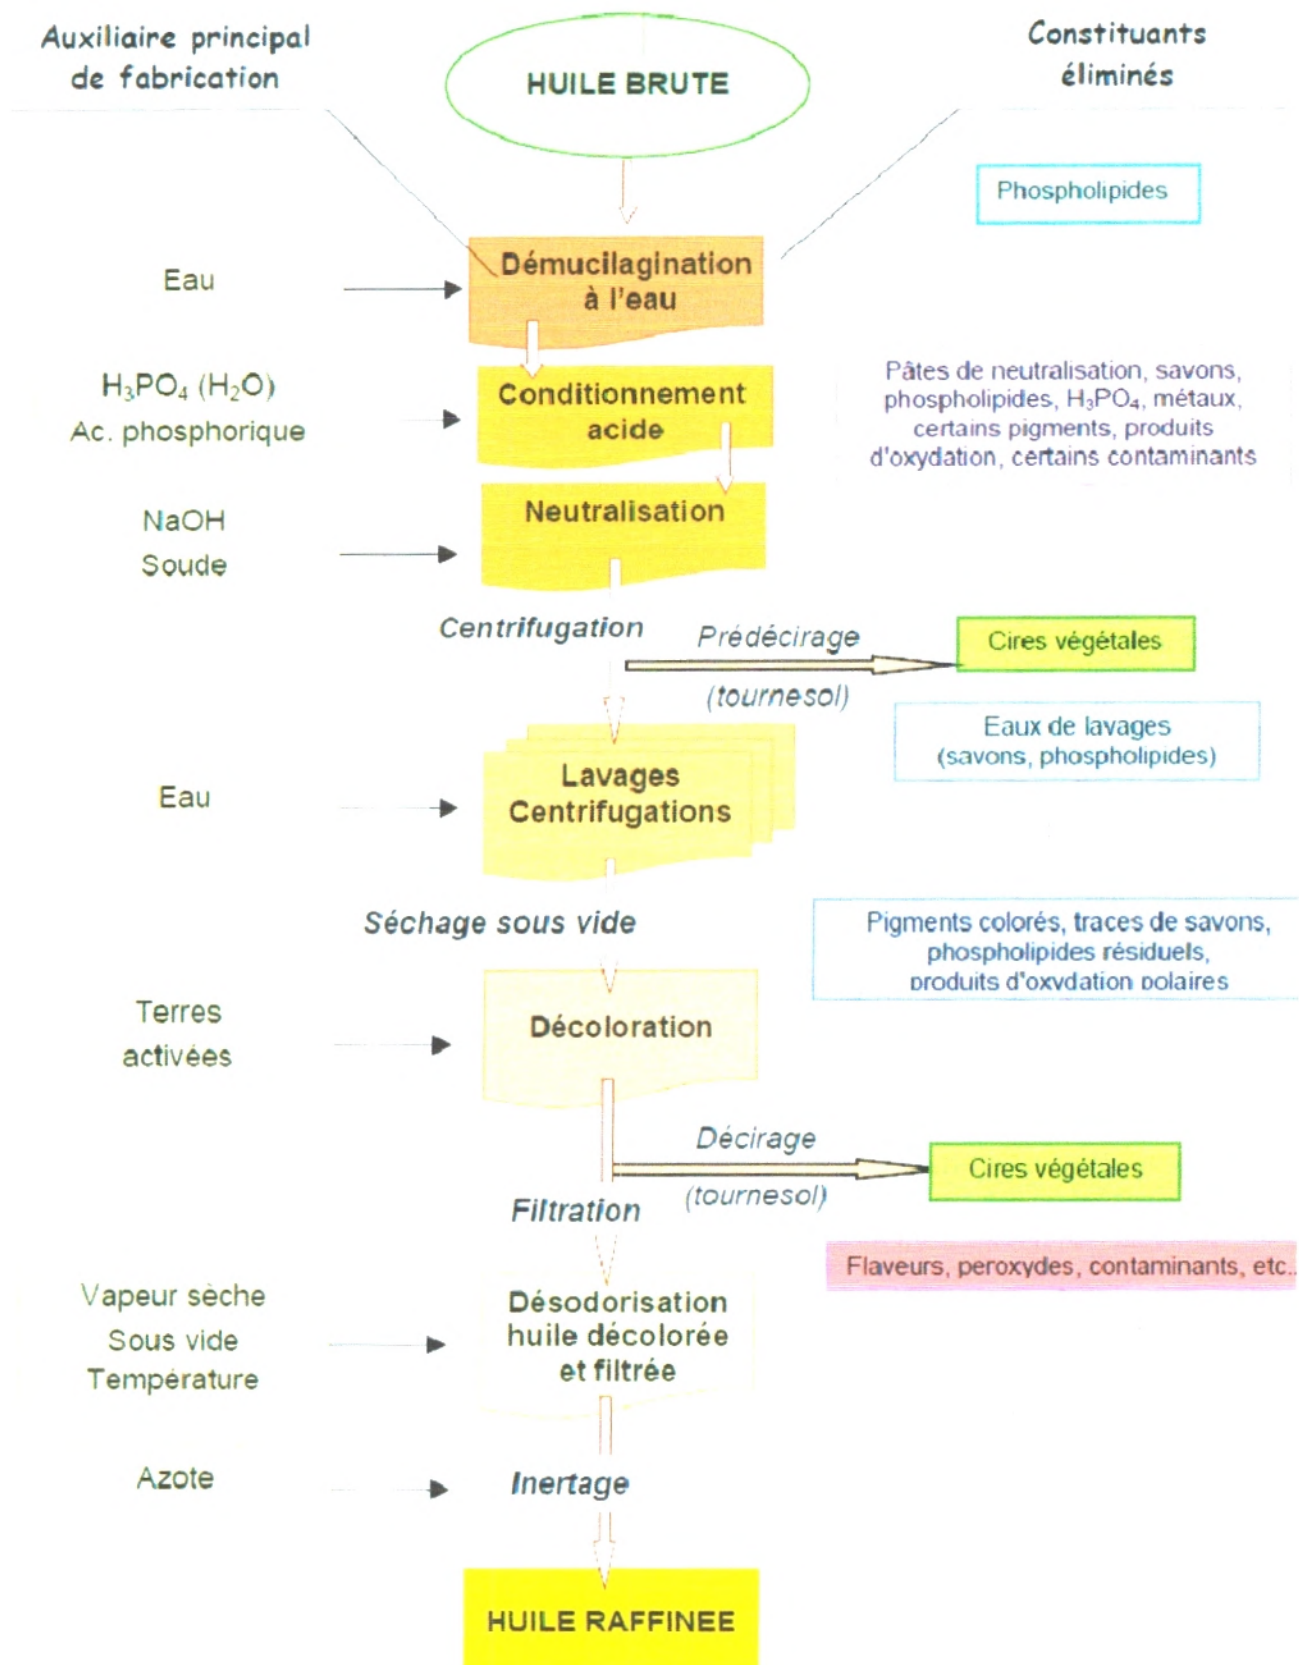 Auxiliaire principal
de fabrication
HUILE BRUTE
Constituants
éliminés
Phospholipides
Eau
Démucilagination
à l'eau
H₃PO₄ (H₂O)
Ac. phosphorique
Conditionnement
acide
Pâtes de neutralisation, savons,
phospholipides, H₃PO₄, métaux,
certains pigments, produits
d'oxydation, certains contaminants
NaOH
Soude
Neutralisation
Centrifugation
Prédécirage
(tournesol)
Cires végétales
Eaux de lavages
(savons, phospholipides)
Eau
Lavages
Centrifugations
Séchage sous vide
Pigments colorés, traces de savons,
phospholipides résiduels,
produits d'oxydation polaires
Terres
activées
Décoloration
Décirage
(tournesol)
Cires végétales
Filtration
Flaveurs, peroxydes, contaminants, etc..
Vapeur sèche
Sous vide
Température
Désodorisation
huile décolorée
et filtrée
Azote
Inertage
HUILE RAFFINEE